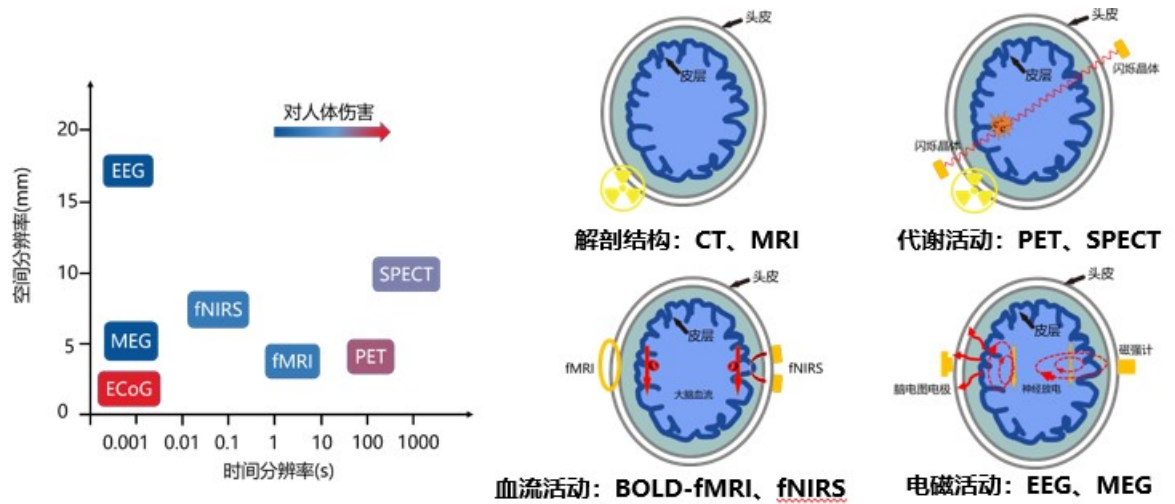 空间分辨率(mm)
20
15
10
5
0
对人体伤害
EEG
SPECT
fNIRS
MEG
fMRI
PET
ECoG
0.001 0.01 0.1 1 10 100 1000
时间分辨率(s)
头皮
皮层
解剖结构：CT、MRI
头皮
皮层
闪烁晶体
闪烁晶体
代谢活动：PET、SPECT
头皮
皮层
fMRI
fNIRS
大脑血流
血流活动：BOLD-fMRI、fNIRS
头皮
皮层
磁强计
脑电图电极
神经放电
电磁活动：EEG、MEG